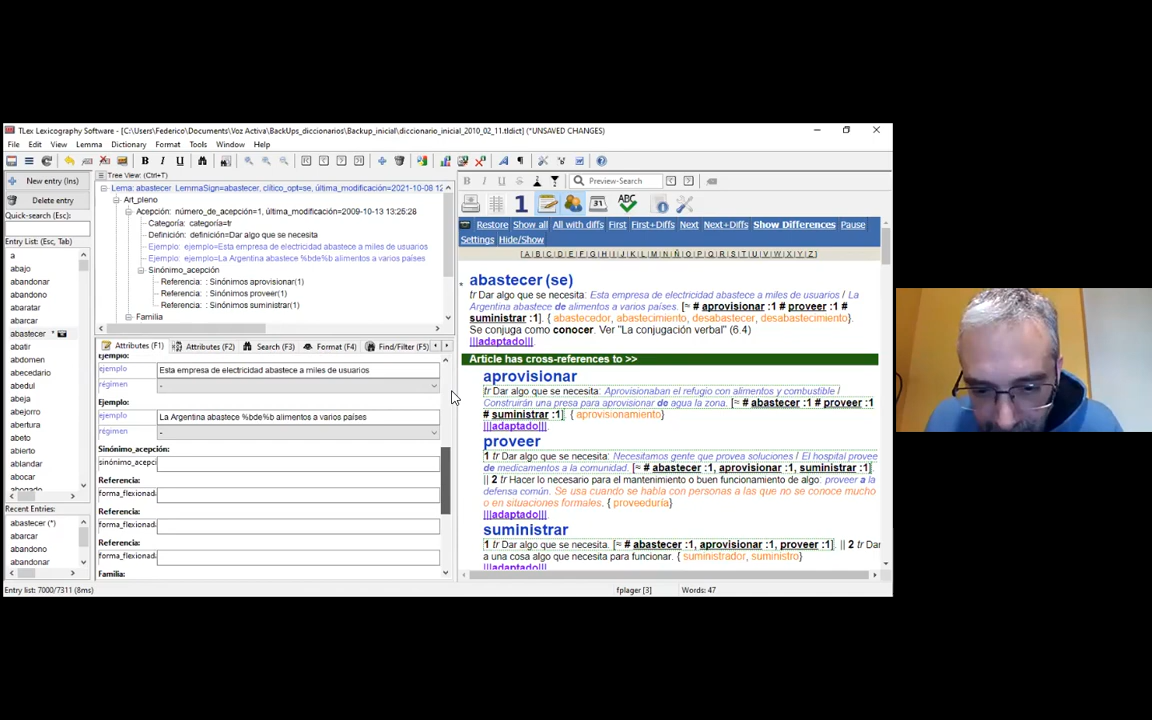 TLex Lexicography Software - [C:\Users\Federico\Documents\Voz Activa\BackUps_diccionarios\Backup_inicial\diccionario_inicial_2010_02_11.tldict] (*UNSAVED CHANGES)
File Edit View Lemma Dictionary Format Tools Window Help
New entry (Ins)
Delete entry
Quick-search (Esc):
Entry List: (Esc, Tab)
a
abajo
abandonar
abandono
abaratar
abarcar
abastecer *
abatir
abdomen
abecedario
abedul
abeja
abejorro
abertura
abeto
abierto
ablandar
abocar
abogado
Recent Entries:
abastecer (*)
abarcar
abandono
abandonar
Tree View: (Ctrl+T)
Lema: abastecer LemmaSign=abastecer, clítico_opt=se, última_modificación=2021-10-08 12
Art_pleno
Acepción: número_de_acepción=1, última_modificación=2009-10-13 13:25:28
Categoría: categoría=tr
Definición: definición=Dar algo que se necesita
Ejemplo: ejemplo=Esta empresa de electricidad abastece a miles de usuarios
Ejemplo: ejemplo=La Argentina abastece %bde%b alimentos a varios países
Sinónimo_acepción
Referencia: : Sinónimos aprovisionar(1)
Referencia: : Sinónimos proveer(1)
Referencia: : Sinónimos suministrar(1)
Familia
Attributes (F1) Attributes (F2) Search (F3) Format (F4) Find/Filter (F5)
Ejemplo:
ejemplo Esta empresa de electricidad abastece a miles de usuarios
régimen -
Ejemplo:
ejemplo La Argentina abastece %bde%b alimentos a varios países
régimen -
Sinónimo_acepción:
sinónimo_acepci
Referencia:
forma_flexionada
Referencia:
forma_flexionada
Referencia:
forma_flexionada
Familia:
B I U S Preview-Search
1 31 ABC
Restore Show all All with diffs First First+Diffs Next Next+Diffs Show Differences Pause
Settings Hide/Show
[ A | B | C | D | E | F | G | H | I | J | K | L | M | N | Ñ | O | P | Q | R | S | T | U | V | W | X | Y | Z ]
* abastecer (se)
tr Dar algo que se necesita: Esta empresa de electricidad abastece a miles de usuarios / La
Argentina abastece de alimentos a varios países. [≈ # aprovisionar :1 # proveer :1 #
suministrar :1]. { abastecedor, abastecimiento, desabastecer, desabastecimiento}.
Se conjuga como conocer. Ver "La conjugación verbal" (6.4)
|||adaptado|||
Article has cross-references to >>
aprovisionar
tr Dar algo que se necesita: Aprovisionaban el refugio con alimentos y combustible /
Construirán una presa para aprovisionar de agua la zona. [≈ # abastecer :1 # proveer :1
# suministrar :1]. { aprovisionamiento}
|||adaptado|||
proveer
1 tr Dar algo que se necesita: Necesitamos gente que provea soluciones / El hospital provee
de medicamentos a la comunidad. [≈ # abastecer :1, aprovisionar :1, suministrar :1].
|| 2 tr Hacer lo necesario para el mantenimiento o buen funcionamiento de algo: proveer a la
defensa común. Se usa cuando se habla con personas a las que no se conoce mucho
o en situaciones formales. { proveeduría}
|||adaptado|||
suministrar
1 tr Dar algo que se necesita. [≈ # abastecer :1, aprovisionar :1, proveer :1]. || 2 tr Dar
a una cosa algo que necesita para funcionar. { suministrador, suministro}
|||adaptado|||
Entry list: 7000/7311 (8ms)
fplager [3]
Words: 47